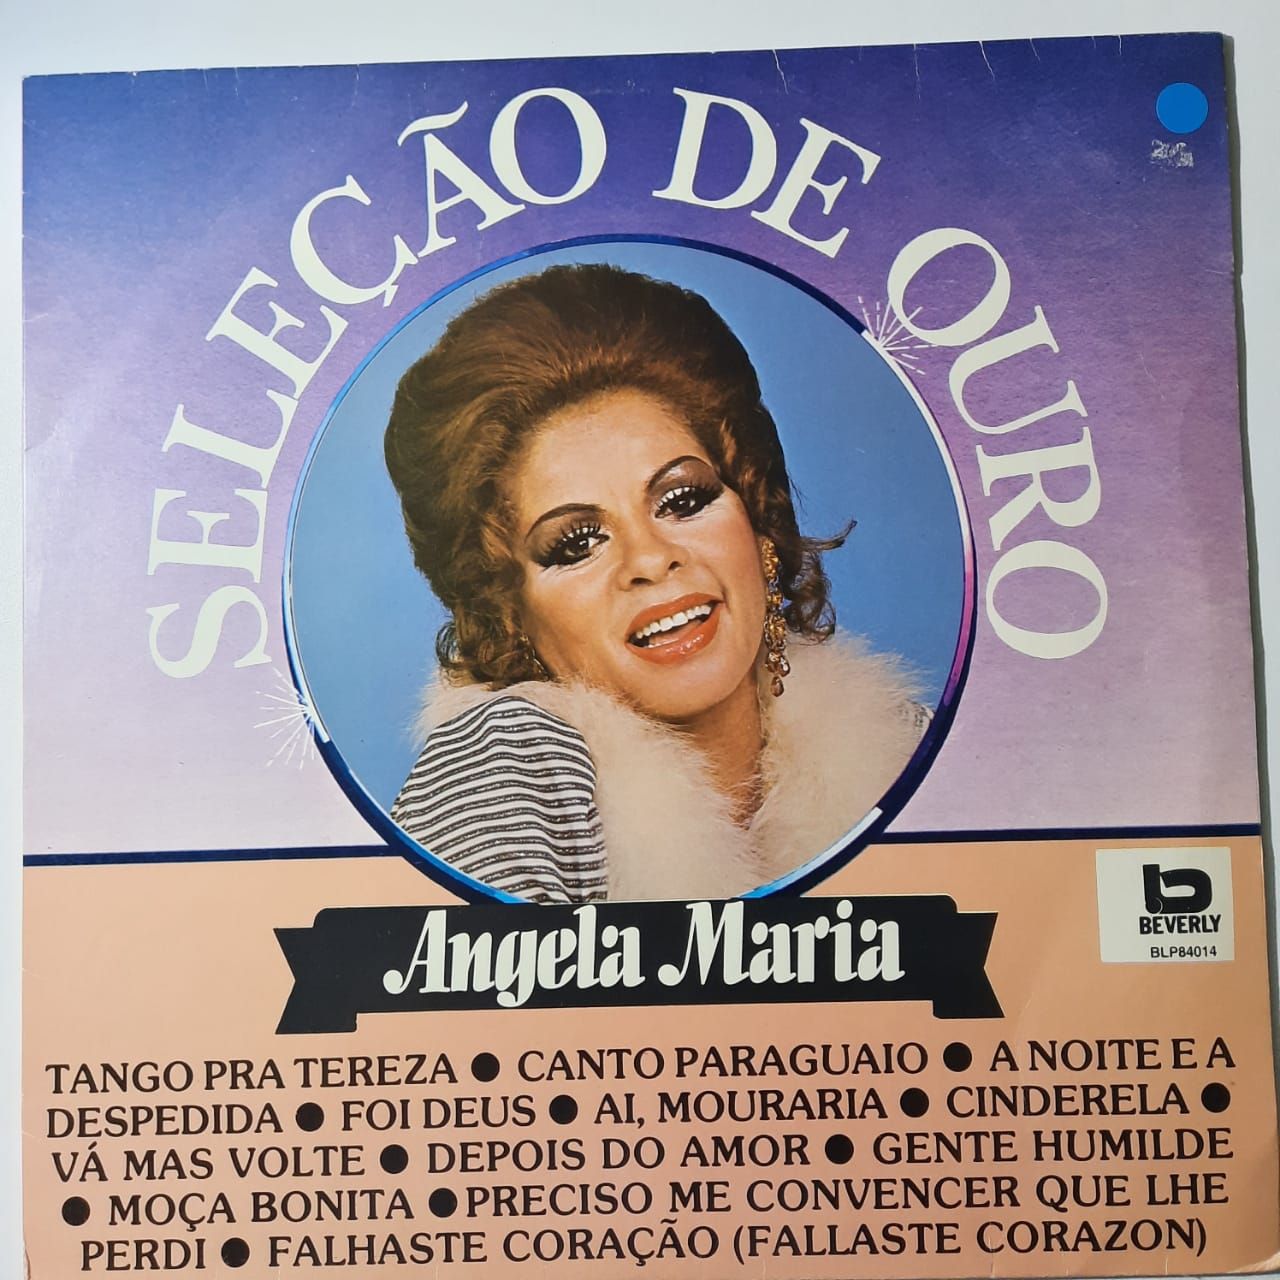 SELEÇÃO DE OURO
BEVERLY
BLP84014
Angela Maria
TANGO PRA TEREZA ● CANTO PARAGUAIO ● A NOITE E A
DESPEDIDA ● FOI DEUS ● AI, MOURARIA ● CINDERELA ●
VÁ MAS VOLTE ● DEPOIS DO AMOR ● GENTE HUMILDE
● MOÇA BONITA ● PRECISO ME CONVENCER QUE LHE
PERDI ● FALHASTE CORAÇÃO (FALLASTE CORAZON)